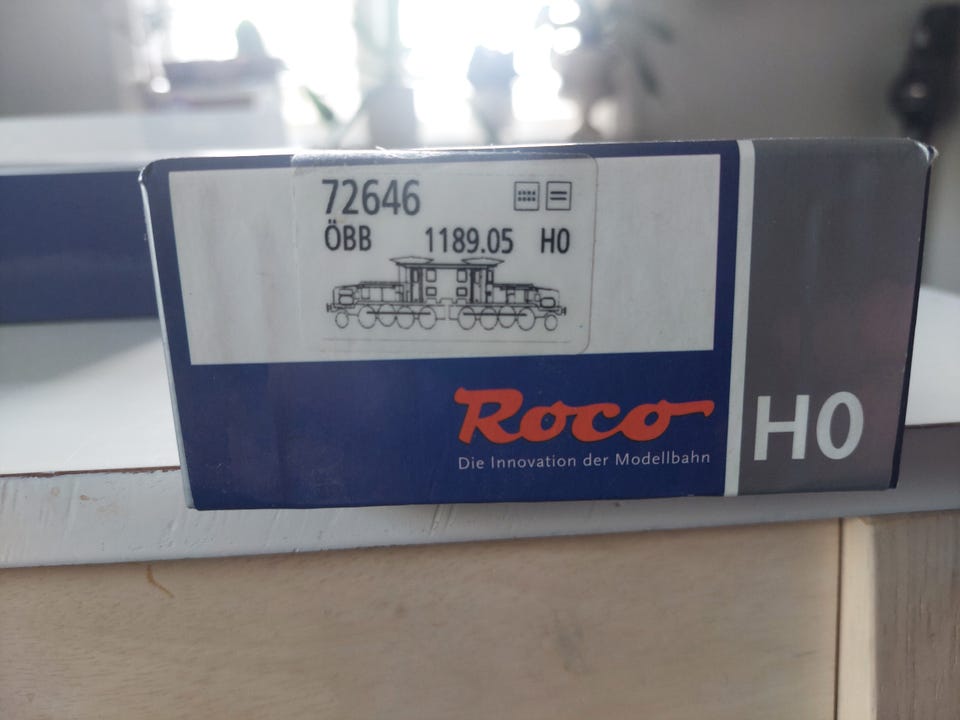 72646
ÖBB 1189.05 H0
Roco
Die Innovation der Modellbahn
H0